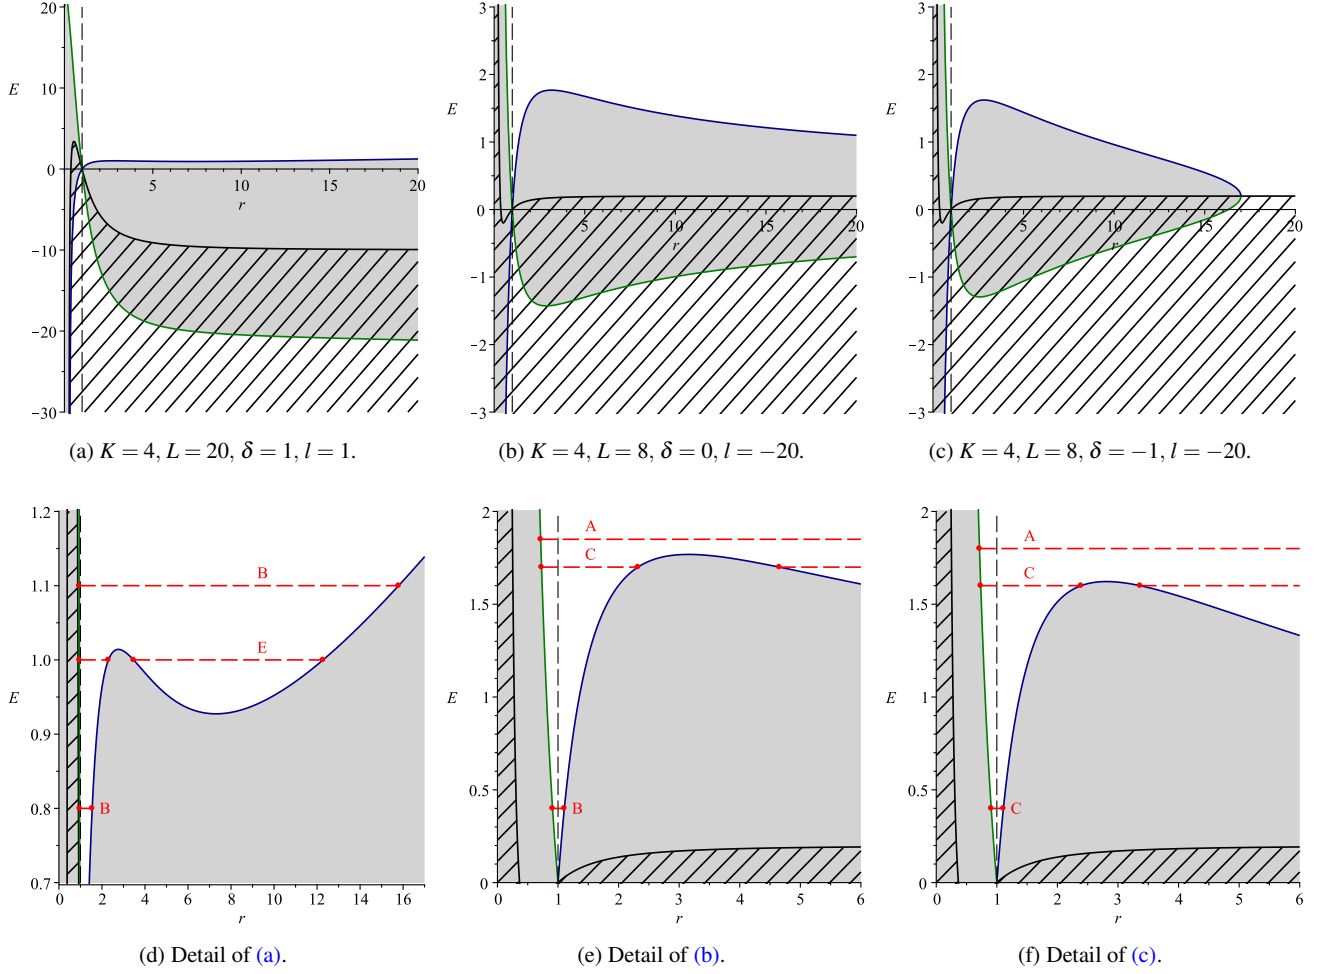 20
10
0
−10
−20
−30
E
5
10
15
20
r
3
2
1
0
−1
−2
−3
E
5
10
15
20
r
3
2
1
0
−1
−2
−3
E
5
10
15
20
r
(a) K = 4, L = 20, δ = 1, l = 1.
(b) K = 4, L = 8, δ = 0, l = −20.
(c) K = 4, L = 8, δ = −1, l = −20.
1.2
1.1
1.0
0.9
0.8
0.7
E
B
E
B
0 2 4 6 8 10 12 14 16
r
2
1.5
1
0.5
0
E
A
C
B
0 1 2 3 4 5 6
r
2
1.5
1
0.5
0
E
A
C
C
0 1 2 3 4 5 6
r
(d) Detail of (a).
(e) Detail of (b).
(f) Detail of (c).